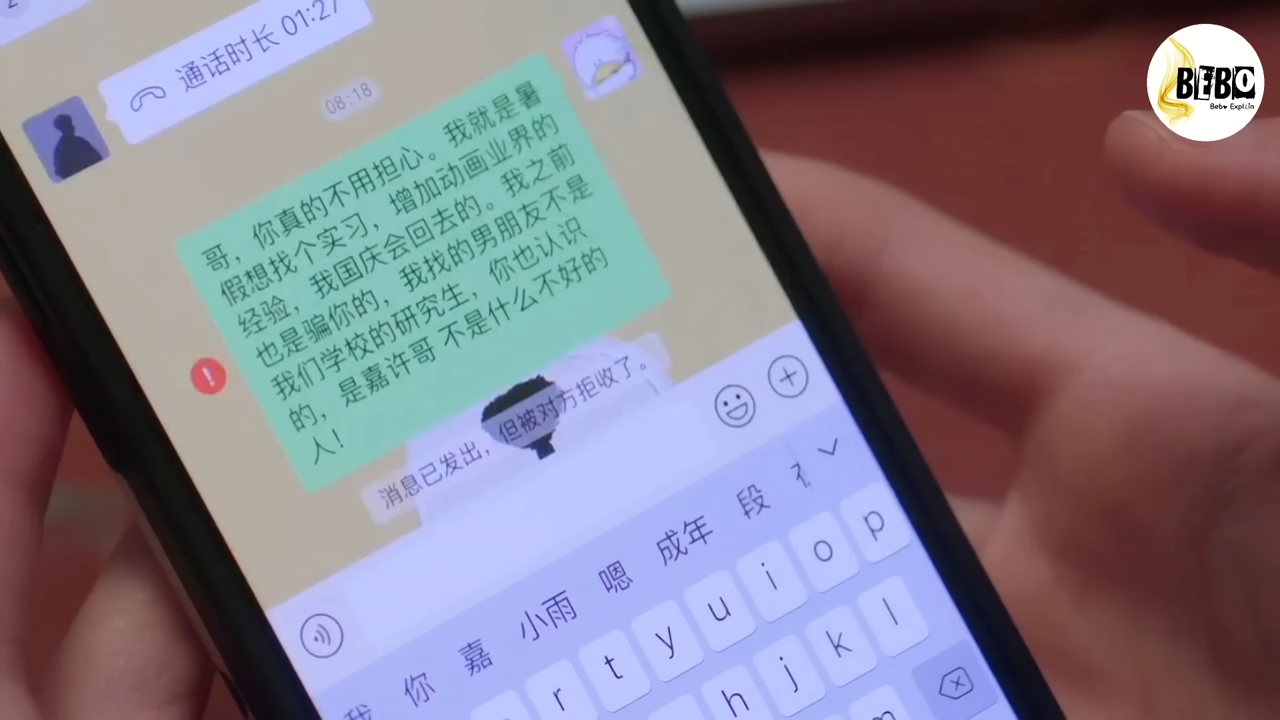 通话时长 01:27
08:18
哥，你真的不用担心。我就是暑
假想找个实习，增加动画业界的
经验，我国庆会回去的。我之前
也是骗你的，我找的男朋友不是
我们学校的研究生，你也认识
的，是嘉许哥 不是什么不好的
人！
消息已发出，但被对方拒收了。
我 你 嘉 小雨 嗯 成年 段
r t y u i o p
h j k l
m
BEBO
Bebo Explain